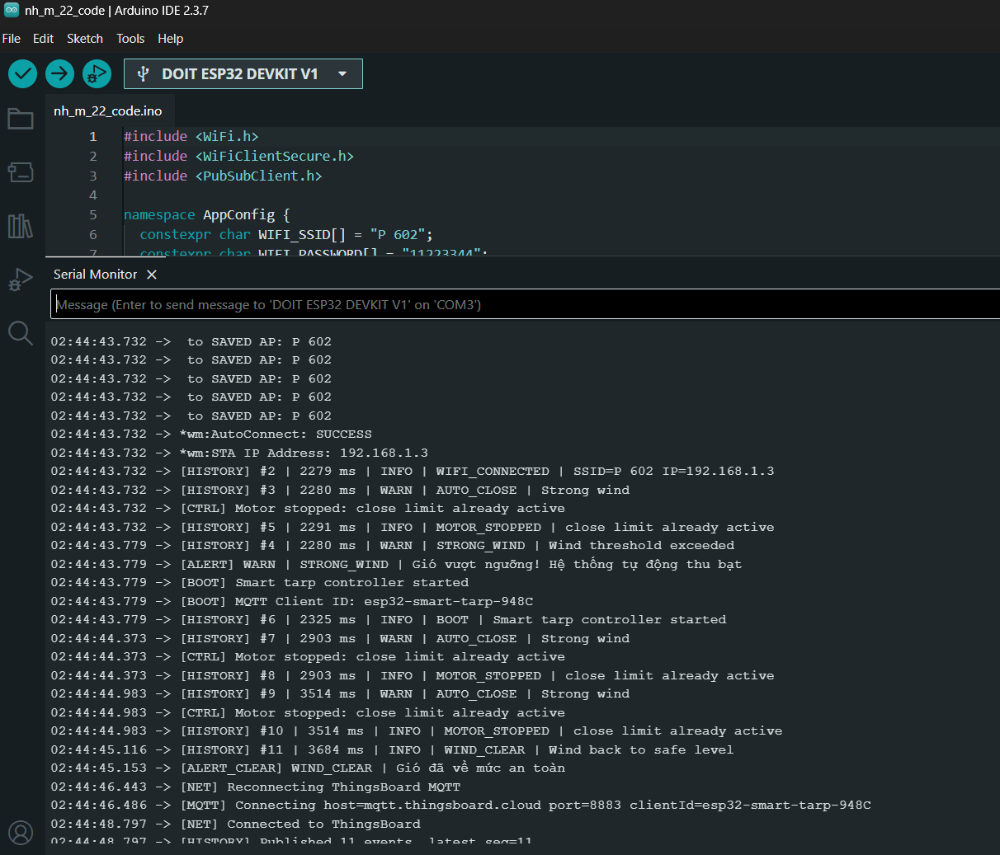 nh_m_22_code | Arduino IDE 2.3.7
File Edit Sketch Tools Help
DOIT ESP32 DEVKIT V1
nh_m_22_code.ino
1 #include <WiFi.h>
2 #include <WiFiClientSecure.h>
3 #include <PubSubClient.h>
4
5 namespace AppConfig {
6 constexpr char WIFI_SSID[] = "P 602";
7 constexpr char WIFI_PASSWORD[] = "11223344";
Serial Monitor
Message (Enter to send message to 'DOIT ESP32 DEVKIT V1' on 'COM3')
02:44:43.732 -> to SAVED AP: P 602
02:44:43.732 -> to SAVED AP: P 602
02:44:43.732 -> to SAVED AP: P 602
02:44:43.732 -> to SAVED AP: P 602
02:44:43.732 -> to SAVED AP: P 602
02:44:43.732 -> *wm:AutoConnect: SUCCESS
02:44:43.732 -> *wm:STA IP Address: 192.168.1.3
02:44:43.732 -> [HISTORY] #2 | 2279 ms | INFO | WIFI_CONNECTED | SSID=P 602 IP=192.168.1.3
02:44:43.732 -> [HISTORY] #3 | 2280 ms | WARN | AUTO_CLOSE | Strong wind
02:44:43.732 -> [CTRL] Motor stopped: close limit already active
02:44:43.732 -> [HISTORY] #5 | 2291 ms | INFO | MOTOR_STOPPED | close limit already active
02:44:43.779 -> [HISTORY] #4 | 2280 ms | WARN | STRONG_WIND | Wind threshold exceeded
02:44:43.779 -> [ALERT] WARN | STRONG_WIND | Gió vượt ngưỡng! Hệ thống tự động thu bạt
02:44:43.779 -> [BOOT] Smart tarp controller started
02:44:43.779 -> [BOOT] MQTT Client ID: esp32-smart-tarp-948C
02:44:43.779 -> [HISTORY] #6 | 2325 ms | INFO | BOOT | Smart tarp controller started
02:44:44.373 -> [HISTORY] #7 | 2903 ms | WARN | AUTO_CLOSE | Strong wind
02:44:44.373 -> [CTRL] Motor stopped: close limit already active
02:44:44.373 -> [HISTORY] #8 | 2903 ms | INFO | MOTOR_STOPPED | close limit already active
02:44:44.983 -> [HISTORY] #9 | 3514 ms | WARN | AUTO_CLOSE | Strong wind
02:44:44.983 -> [CTRL] Motor stopped: close limit already active
02:44:44.983 -> [HISTORY] #10 | 3514 ms | INFO | MOTOR_STOPPED | close limit already active
02:44:45.116 -> [HISTORY] #11 | 3684 ms | INFO | WIND_CLEAR | Wind back to safe level
02:44:45.153 -> [ALERT_CLEAR] WIND_CLEAR | Gió đã về mức an toàn
02:44:46.443 -> [NET] Reconnecting ThingsBoard MQTT
02:44:46.486 -> [MQTT] Connecting host=mqtt.thingsboard.cloud port=8883 clientId=esp32-smart-tarp-948C
02:44:48.797 -> [NET] Connected to ThingsBoard
02:44:48.797 -> [HISTORY] Published 11 events, latest seq=11